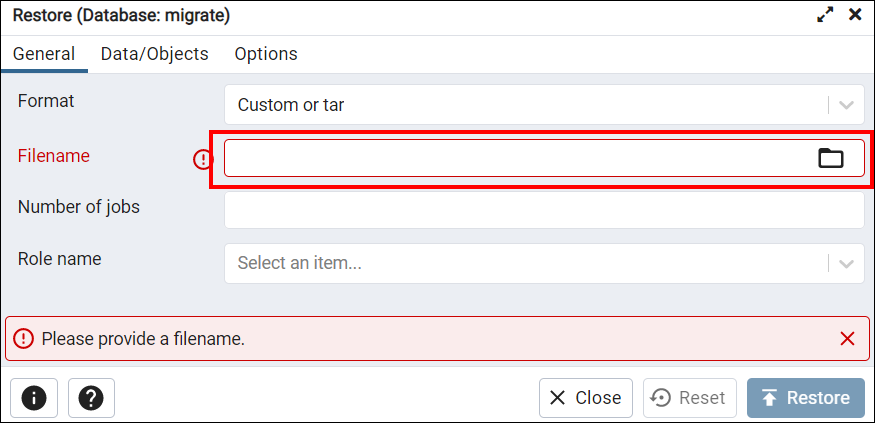 Restore (Database: migrate)
General Data/Objects Options
Format Custom or tar
Filename
Number of jobs
Role name Select an item...
Please provide a filename.
Close Reset Restore